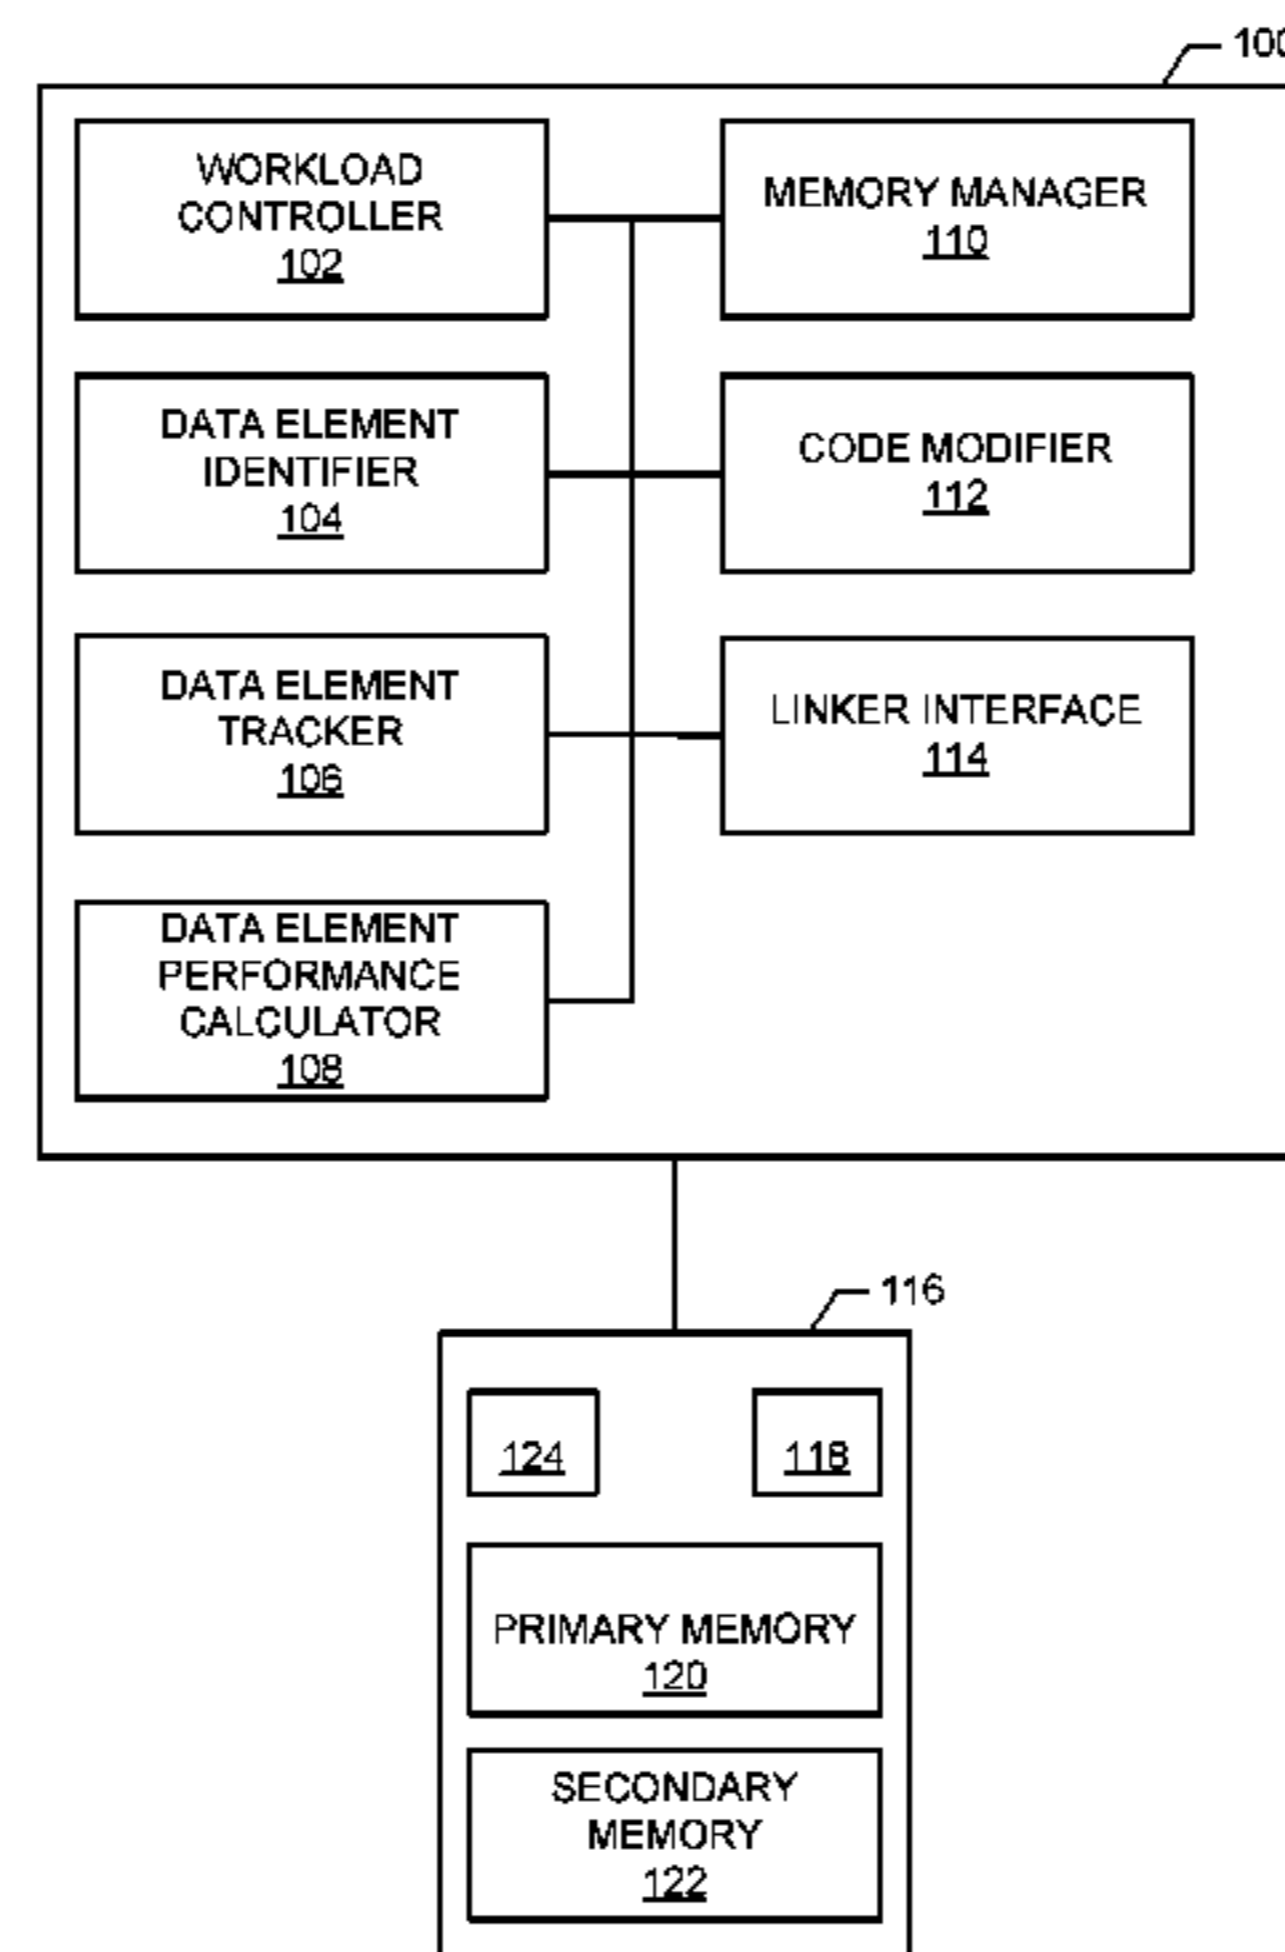 100
WORKLOAD
CONTROLLER
102
MEMORY MANAGER
110
DATA ELEMENT
IDENTIFIER
104
CODE MODIFIER
112
DATA ELEMENT
TRACKER
106
LINKER INTERFACE
114
DATA ELEMENT
PERFORMANCE
CALCULATOR
108
116
124
118
PRIMARY MEMORY
120
SECONDARY
MEMORY
122